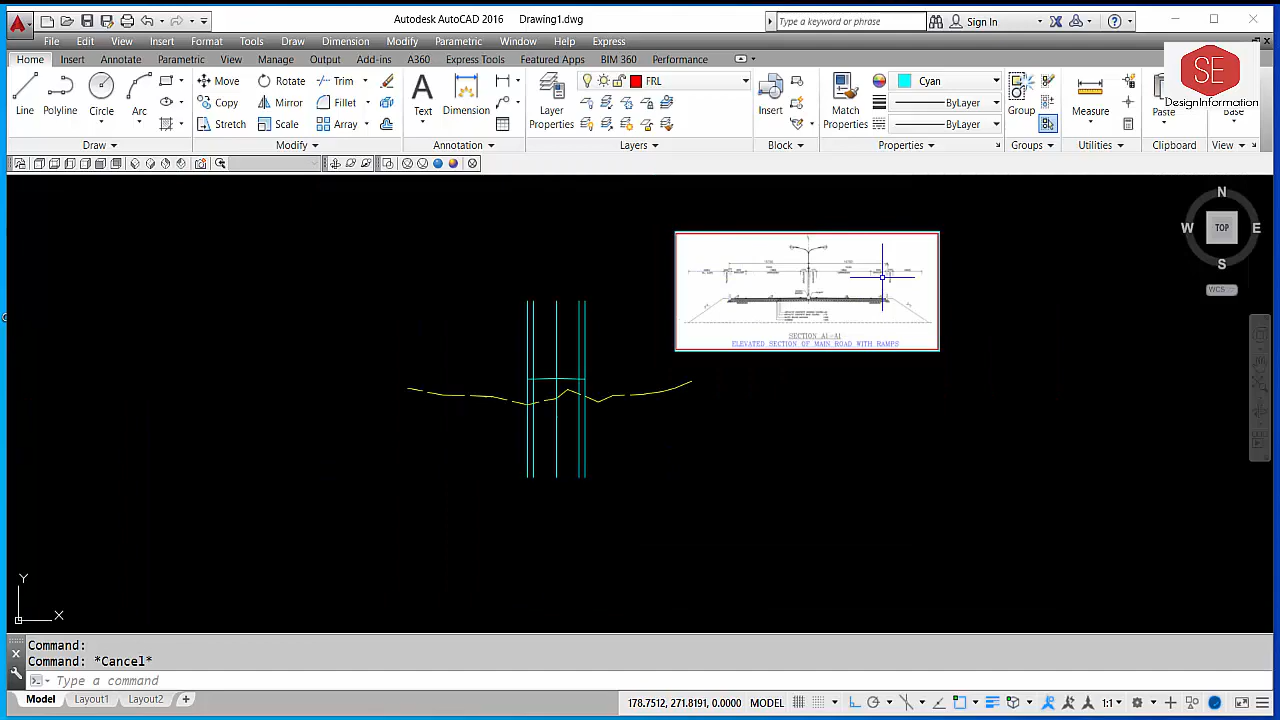 Autodesk AutoCAD 2016 Drawing1.dwg
Type a keyword or phrase
Sign In
File Edit View Insert Format Tools Draw Dimension Modify Parametric Window Help Express
Home Insert Annotate Parametric View Manage Output Add-ins A360 Express Tools Featured Apps BIM 360 Performance
Line
Polyline
Circle
Arc
Move
Copy
Stretch
Rotate
Mirror
Scale
Trim
Fillet
Array
Text
Dimension
Layer
Properties
FRL
Insert
Match
Properties
Cyan
ByLayer
ByLayer
Group
Measure
Paste
Base
SE
DesignInformation
Draw
Modify
Annotation
Layers
Block
Properties
Groups
Utilities
Clipboard
View
N
W
TOP
E
S
WCS
SECTION A1-A1
ELEVATED SECTION OF MAIN ROAD WITH RAMPS
Y
X
Command:
Command: *Cancel*
Type a command
Model Layout1 Layout2
178.7512, 271.8191, 0.0000 MODEL
1:1